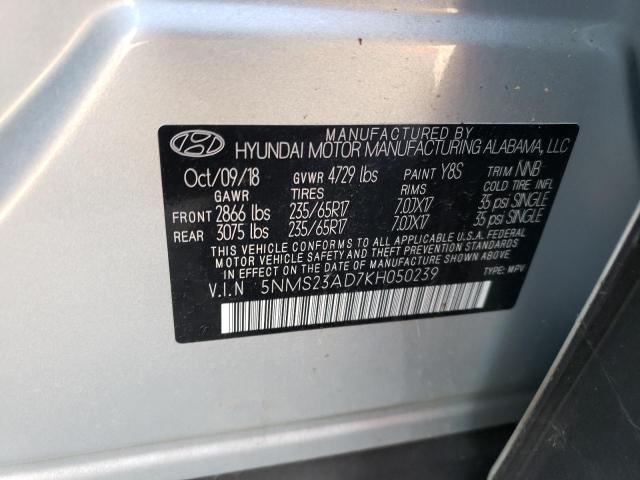 MANUFACTURED BY
HYUNDAI MOTOR MANUFACTURING ALABAMA, LLC
Oct/09/18 GVWR 4729 lbs PAINT Y8S TRIM NNB
GAWR TIRES RIMS COLD TIRE INFL
FRONT 2866 lbs 235/65R17 7.0JX17 35 psi SINGLE
REAR 3075 lbs 235/65R17 7.0JX17 35 psi SINGLE
THIS VEHICLE CONFORMS TO ALL APPLICABLE U.S.A. FEDERAL
MOTOR VEHICLE SAFETY AND THEFT PREVENTION STANDARDS
IN EFFECT ON THE DATE OF MANUFACTURE SHOWN ABOVE
V.I.N 5NMS23AD7KH050239 TYPE: MPV